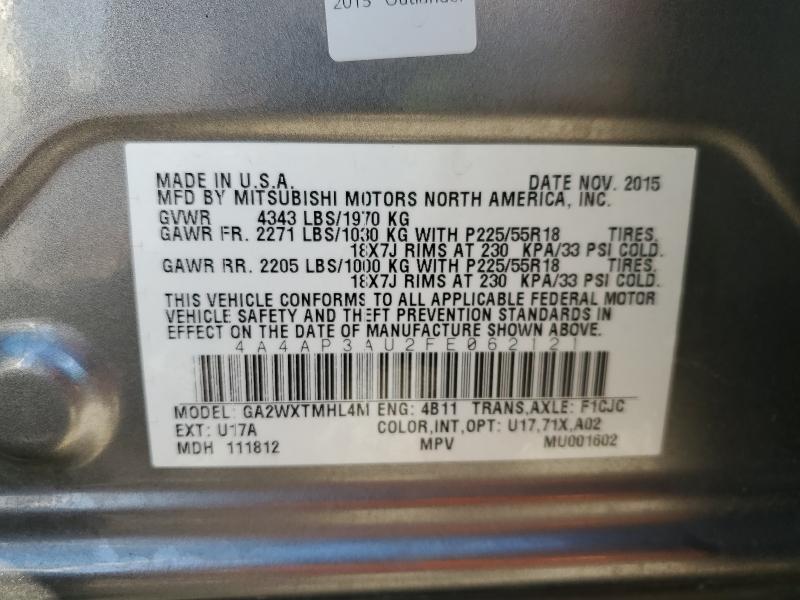 2015 Outlander
MADE IN U.S.A. DATE NOV. 2015
MFD BY MITSUBISHI MOTORS NORTH AMERICA, INC.
GVWR 4343 LBS/1970 KG
GAWR FR. 2271 LBS/1030 KG WITH P225/55R18 TIRES,
18X7J RIMS AT 230 KPA/33 PSI COLD.
GAWR RR. 2205 LBS/1000 KG WITH P225/55R18 TIRES,
18X7J RIMS AT 230 KPA/33 PSI COLD.
THIS VEHICLE CONFORMS TO ALL APPLICABLE FEDERAL MOTOR
VEHICLE SAFETY AND THEFT PREVENTION STANDARDS IN
EFFECT ON THE DATE OF MANUFACTURE SHOWN ABOVE.
4A4AP3AU2FE062121
MODEL: GA2WXTMHL4M ENG: 4B11 TRANS,AXLE: F1CJC
EXT: U17A COLOR,INT,OPT: U17,71X,A02
MDH 111812 MPV MU001602